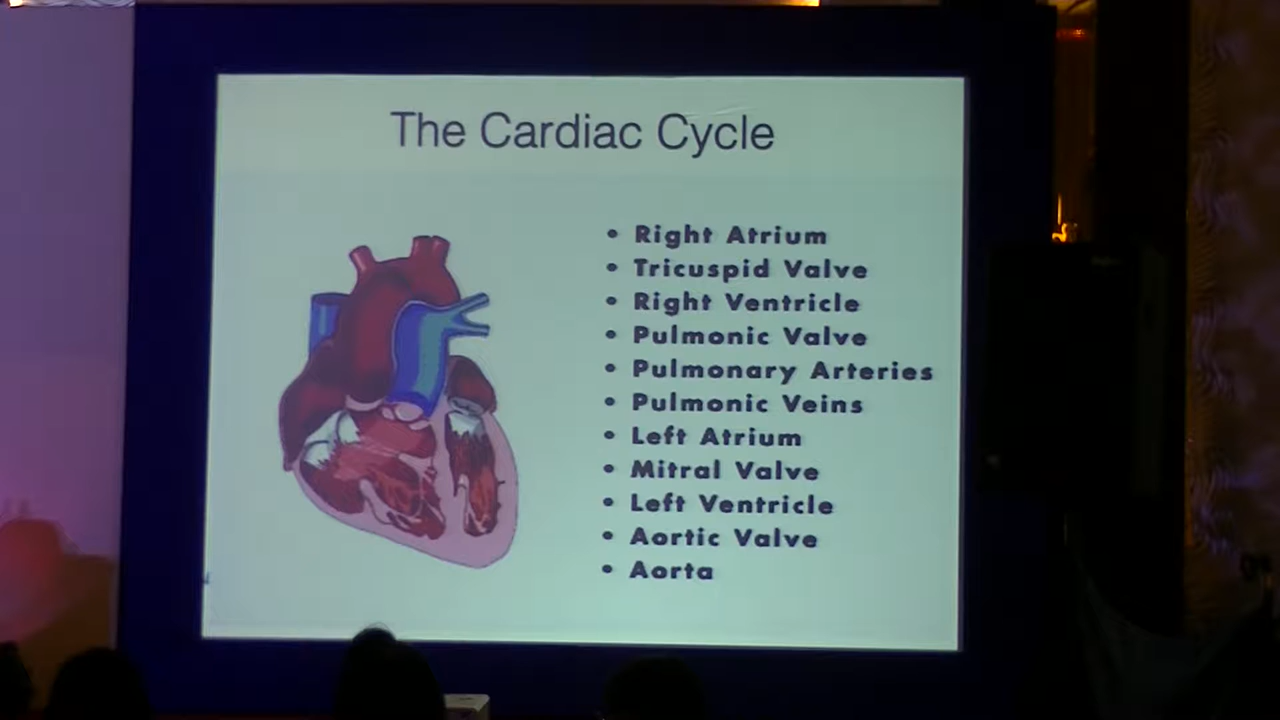 The Cardiac Cycle
• Right Atrium
• Tricuspid Valve
• Right Ventricle
• Pulmonic Valve
• Pulmonary Arteries
• Pulmonic Veins
• Left Atrium
• Mitral Valve
• Left Ventricle
• Aortic Valve
• Aorta